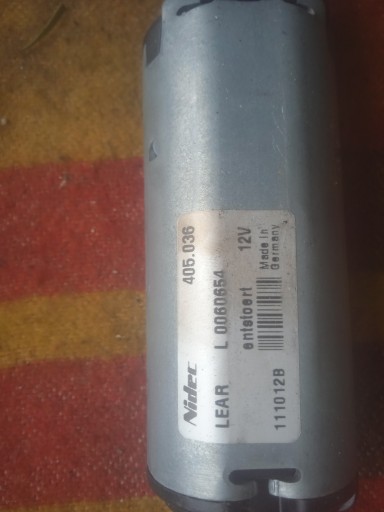 Nidec 405.036
LEAR L 0060654 12V
entstoert Made in Germany
111012B